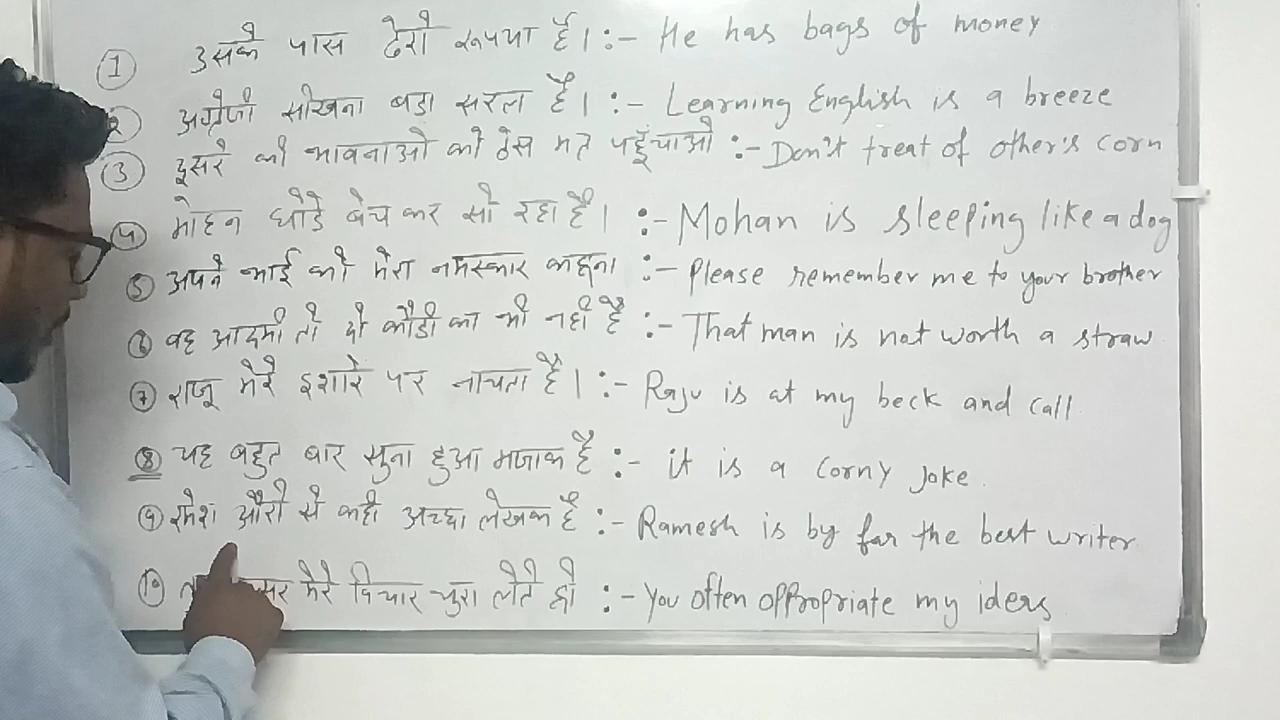 ① उसके पास ढेरो रूपया है। :- He has bags of money
② अंग्रेजी सीखना बड़ा सरल है। :- Learning English is a breeze
③ दूसरे की भावनाओ को ठेस मत पहूँचाओ :- Don't treat of other's corn
④ मोहन घोडे बेच कर सो रहा है। :- Mohan is sleeping like a dog
⑤ अपने भाई को मेरा नमस्कार कहना :- Please remember me to your brother
⑥ वह आदमी तो दो कौडी का भी नही है :- That man is not worth a straw
⑦ राजू मेरे इशारे पर नाचता है। :- Raju is at my beck and call
⑧ यह बहुत बार सुना हुआ मजाक है :- it is a corny joke.
⑨ रमेश औरो से कही अच्छा लेखक है :- Ramesh is by far the best writer
⑩ मेरे विचार चुरा लेते हो :- You often oppropriate my iders